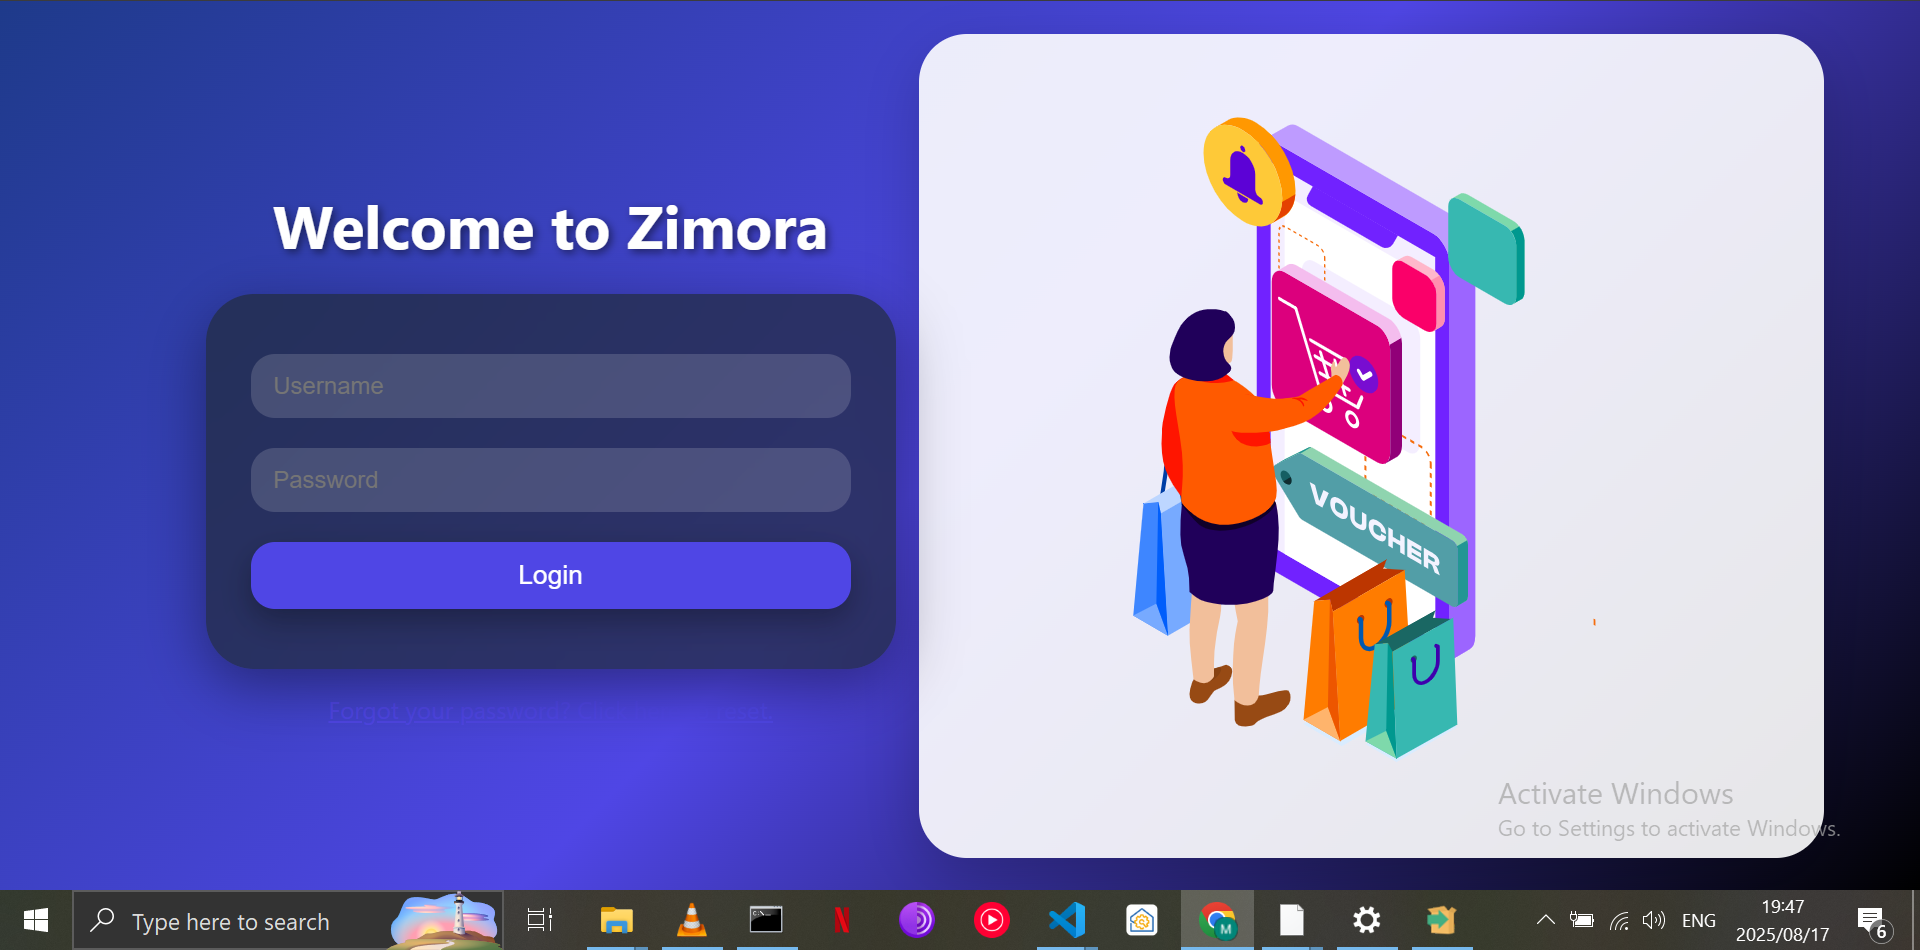 Welcome to Zimora
Username
Password
Login
Forgot your password?
VOUCHER
Activate Windows
Go to Settings to activate Windows.
Type here to search
ENG
19:47
2025/08/17
6
M